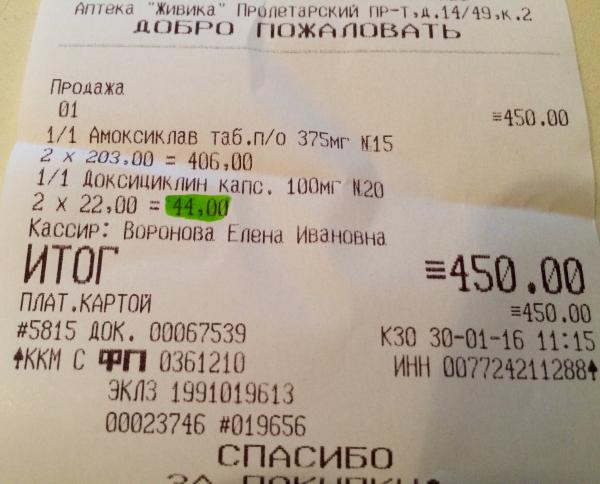 Аптека "Живика" Пролетарский пр-т,д.14/49,к.2
ДОБРО ПОЖАЛОВАТЬ
Продажа
01 ≡450.00
1/1 Амоксиклав таб.п/о 375мг №15
2 x 203,00 = 406,00
1/1 Доксициклин капс. 100мг №20
2 x 22,00 = 44,00
Кассир: Воронова Елена Ивановна
ИТОГ ≡450.00
ПЛАТ.КАРТОЙ ≡450.00
#5815 ДОК. 00067539 К30 30-01-16 11:15
↑ККМ С ФП 0361210 ИНН 007724211288↑
ЭКЛЗ 1991019613
00023746 #019656
СПАСИБО
ЗА ПОКУПКУ